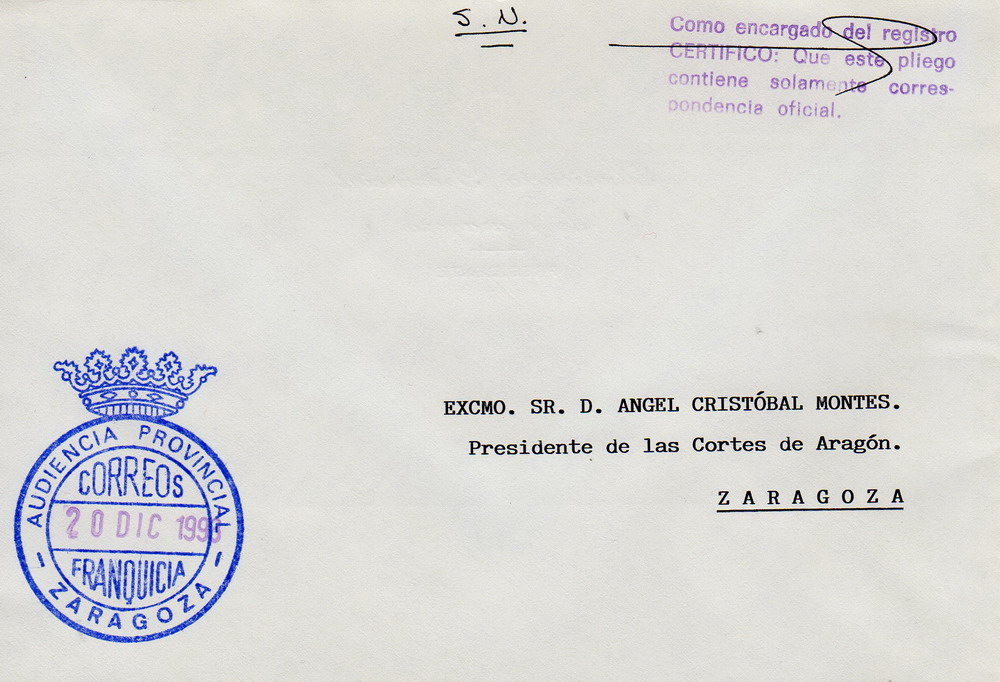 S. N.
Como encargado del registro
CERTIFICO: Que este pliego
contiene solamente corres-
pondencia oficial.
EXCMO. SR. D. ANGEL CRISTÓBAL MONTES.
Presidente de las Cortes de Aragón.
ZARAGOZA
AUDIENCIA PROVINCIAL
CORREOS
20 DIC 1993
FRANQUICIA
- ZARAGOZA -